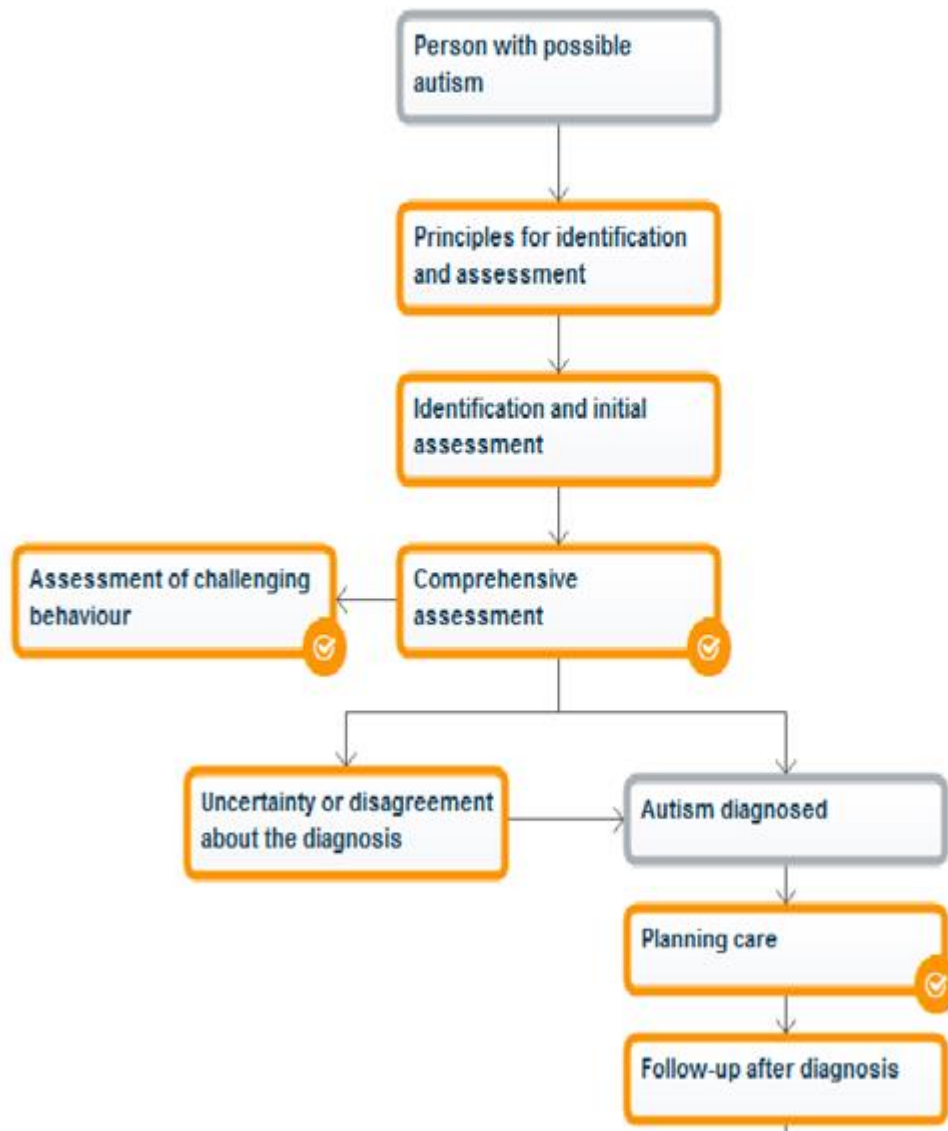 Person with possible
autism
Principles for identification
and assessment
Identification and initial
assessment
Assessment of challenging
behaviour
Comprehensive
assessment
Uncertainty or disagreement
about the diagnosis
Autism diagnosed
Planning care
Follow-up after diagnosis